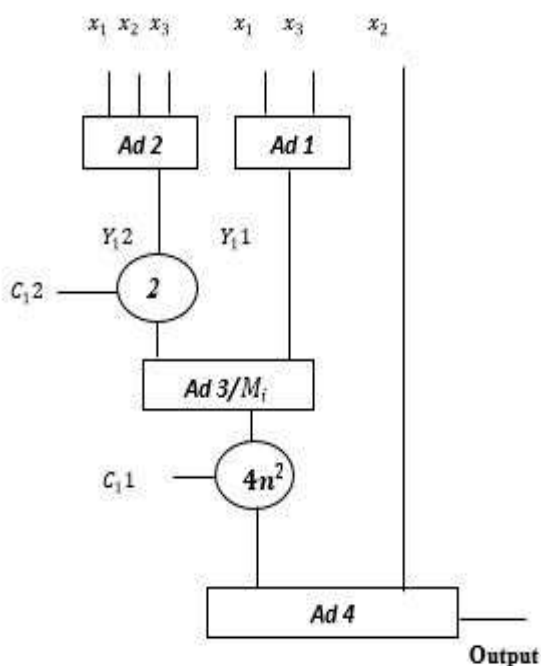 x₁ x₂ x₃ x₁ x₃ x₂
Ad 2 Ad 1
Y₁2 Y₁1
C₁2 2
Ad 3/Mᵢ
C₁1 4n²
Ad 4
Output